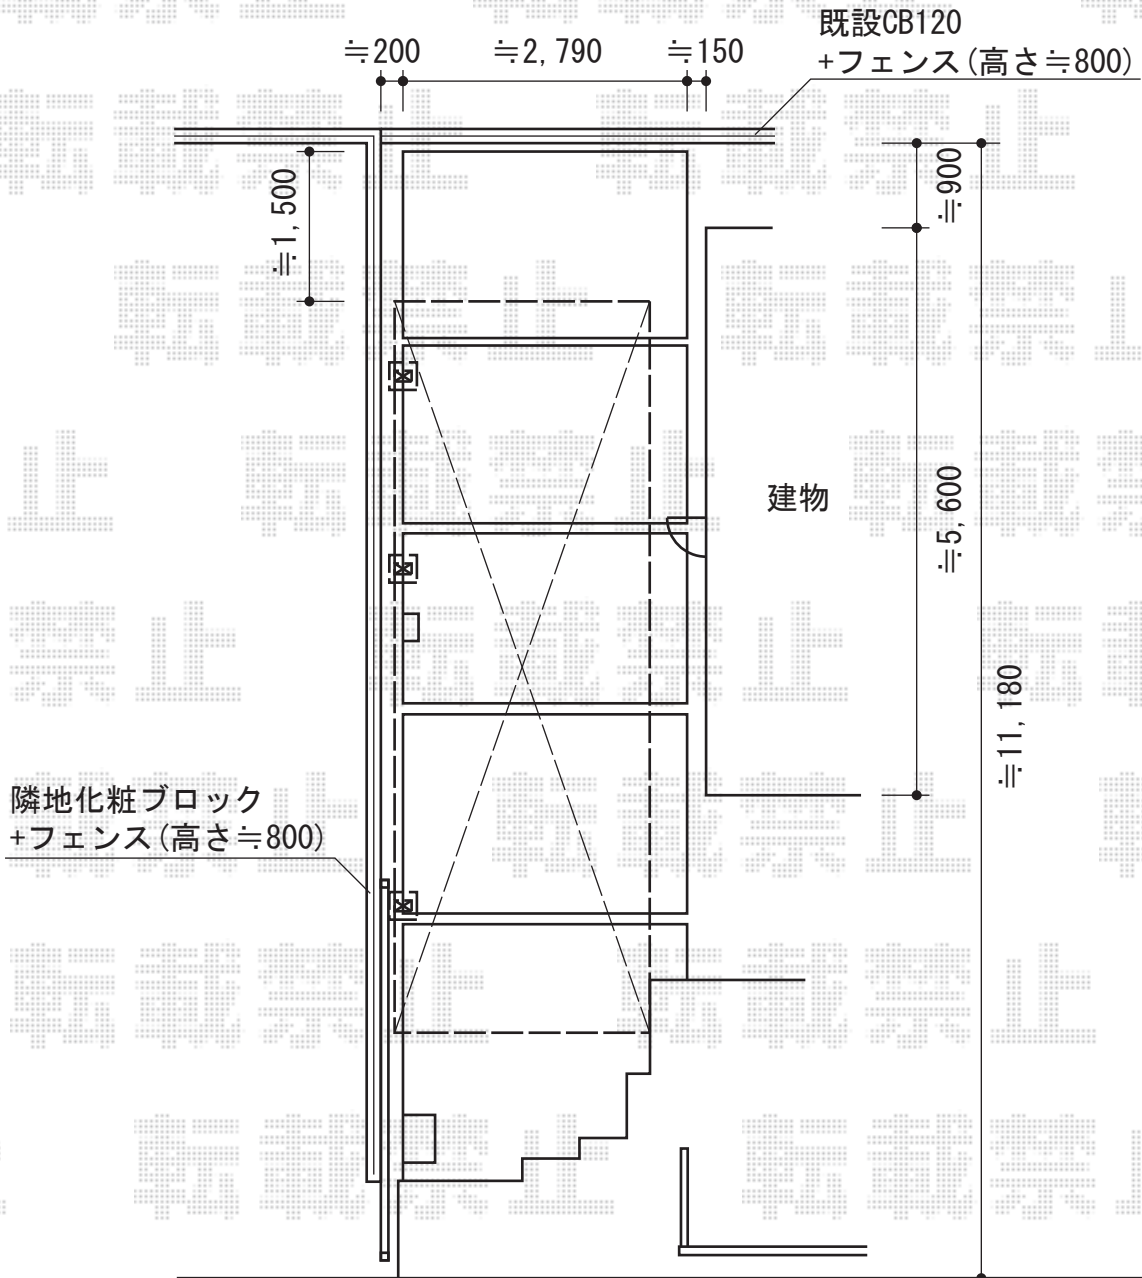 既設CB120
+フェンス(高さ≒800)
≒200
≒2,790
≒150
≒900
≒1,500
建物
≒5,600
≒11,180
隣地化粧ブロック
+フェンス(高さ≒800)
転載禁止